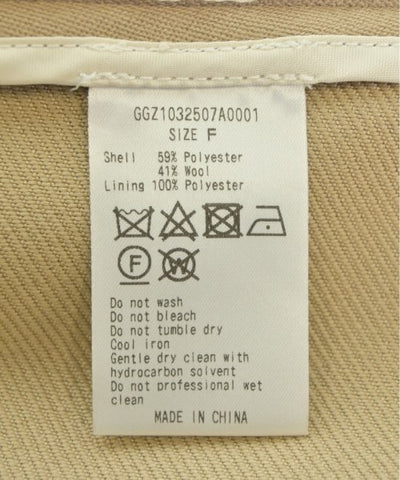 GGZ1032507A0001
SIZE F
Shell 59% Polyester
41% Wool
Lining 100% Polyester
F W
Do not wash
Do not bleach
Do not tumble dry
Cool iron
Gentle dry clean with
hydrocarbon solvent
Do not professional wet
clean
MADE IN CHINA